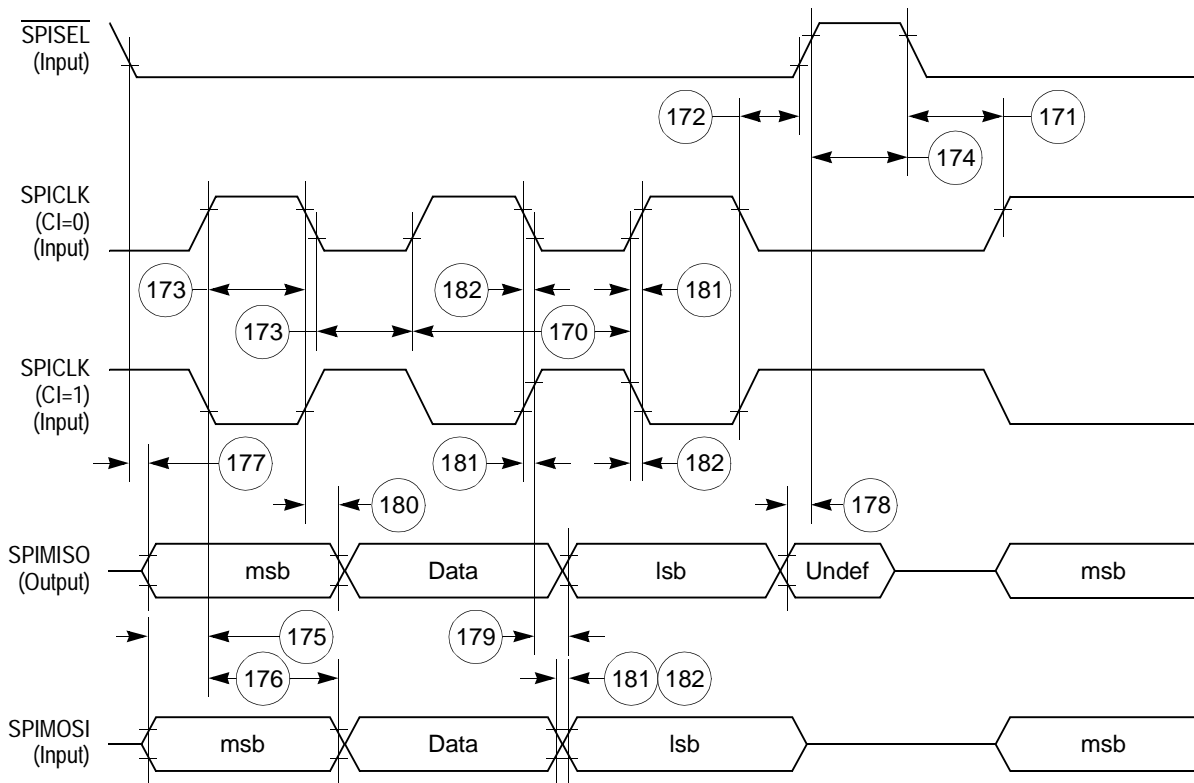 SPISEL
(Input)
172
171
174
SPICLK
(CI=0)
(Input)
173
182
181
173
170
SPICLK
(CI=1)
(Input)
177
181
182
180
178
SPIMISO
(Output)
msb
Data
lsb
Undef
msb
175
179
176
181 182
SPIMOSI
(Input)
msb
Data
lsb
msb